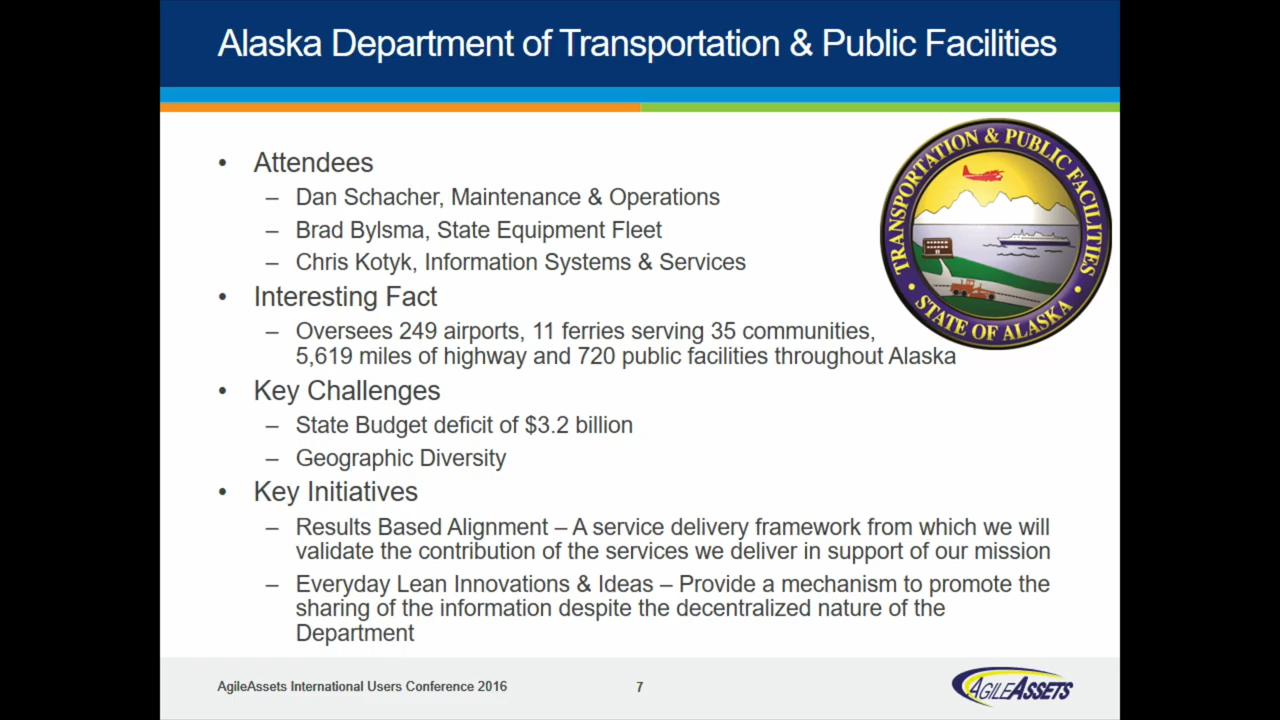 Alaska Department of Transportation & Public Facilities
• Attendees
– Dan Schacher, Maintenance & Operations
– Brad Bylsma, State Equipment Fleet
– Chris Kotyk, Information Systems & Services
• Interesting Fact
– Oversees 249 airports, 11 ferries serving 35 communities,
5,619 miles of highway and 720 public facilities throughout Alaska
• Key Challenges
– State Budget deficit of $3.2 billion
– Geographic Diversity
• Key Initiatives
– Results Based Alignment – A service delivery framework from which we will
validate the contribution of the services we deliver in support of our mission
– Everyday Lean Innovations & Ideas – Provide a mechanism to promote the
sharing of the information despite the decentralized nature of the
Department
TRANSPORTATION & PUBLIC FACILITIES
• STATE OF ALASKA •
AgileAssets International Users Conference 2016
7
AGILEASSETS